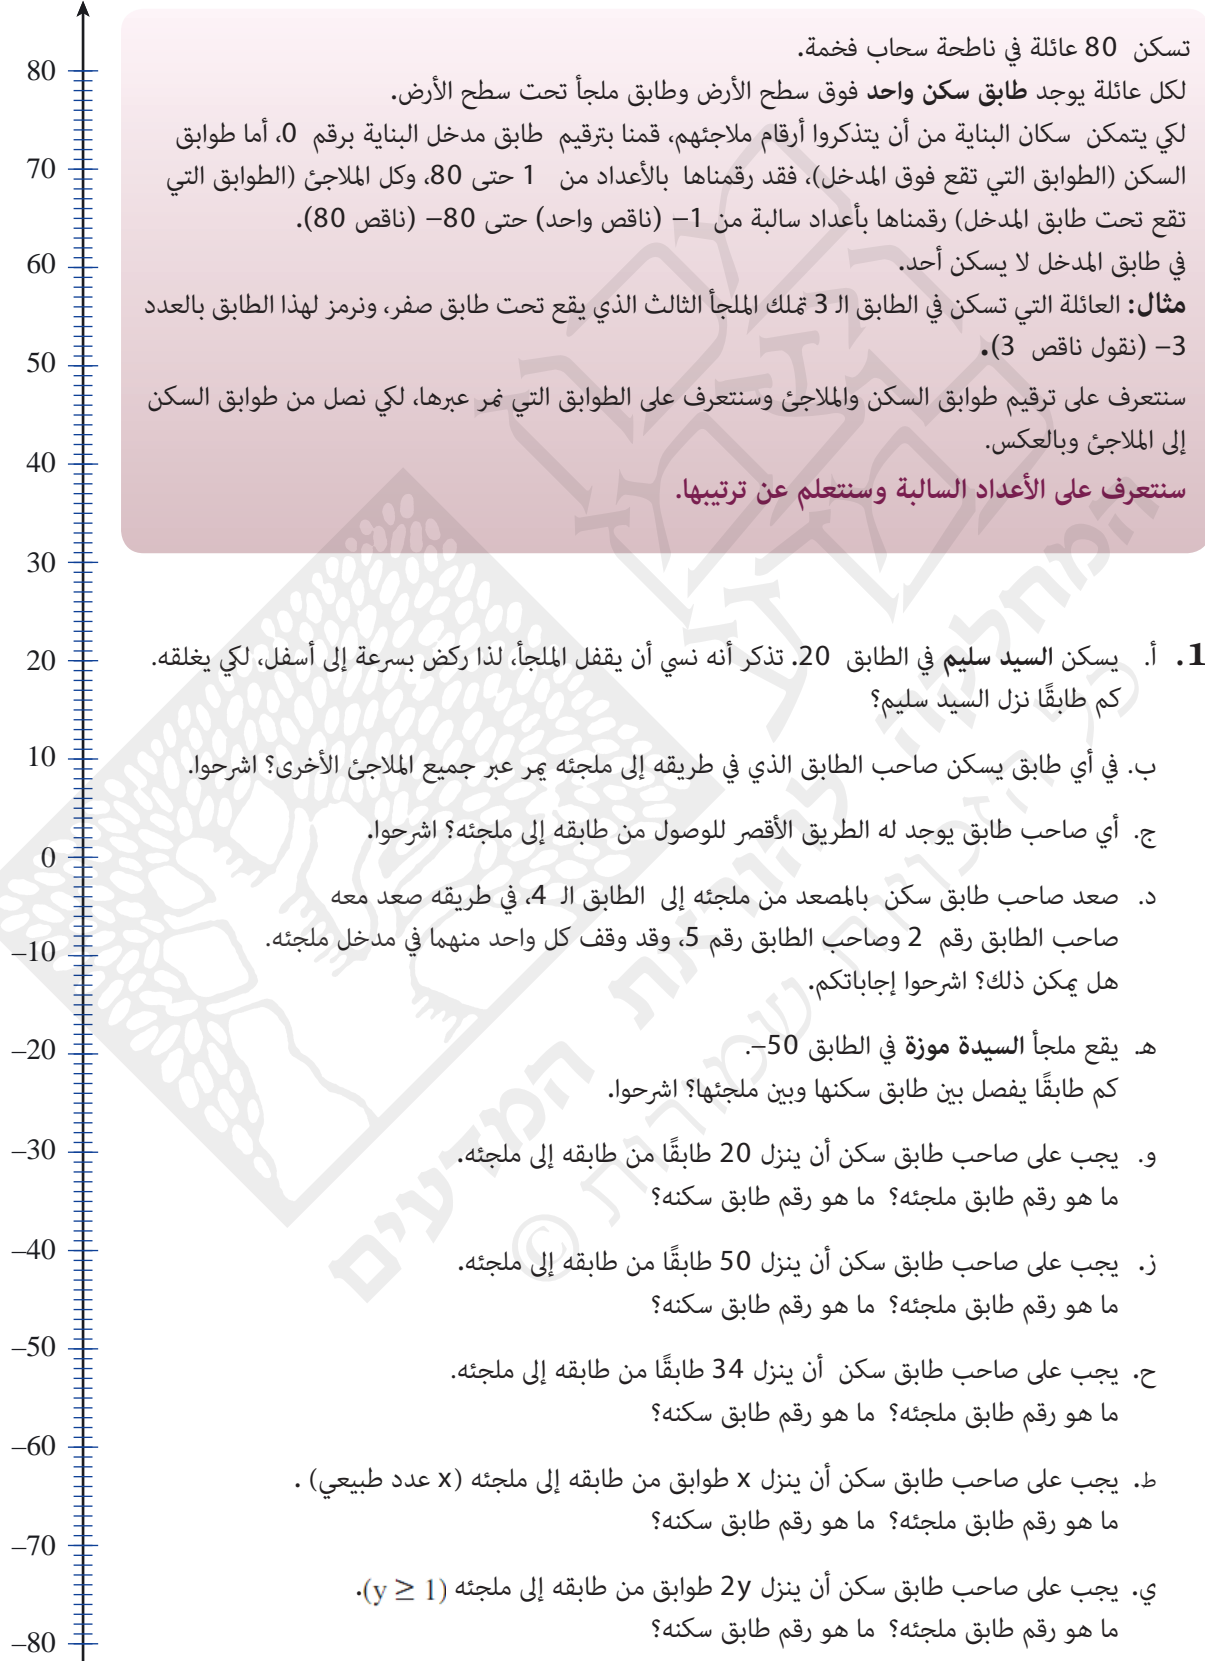 تسكن 80 عائلة في ناطحة سحاب فخمة.
لكل عائلة يوجد طابق سكن واحد فوق سطح الأرض وطابق ملجأ تحت سطح الأرض.
لكي يتمكن سكان البناية من أن يتذكروا أرقام ملاجئهم، قمنا بترقيم طابق مدخل البناية برقم 0، أما طوابق
السكن (الطوابق التي تقع فوق المدخل)، فقد رقمناها بالأعداد من 1 حتى 80، وكل الملاجئ (الطوابق التي
تقع تحت طابق المدخل) رقمناها بأعداد سالبة من 1– (ناقص واحد) حتى 80– (ناقص 80).
في طابق المدخل لا يسكن أحد.
مثال: العائلة التي تسكن في الطابق الـ 3 تملك الملجأ الثالث الذي يقع تحت طابق صفر، ونرمز لهذا الطابق بالعدد
3– (نقول ناقص 3).
سنتعرف على ترقيم طوابق السكن والملاجئ وسنتعرف على الطوابق التي نمر عبرها، لكي نصل من طوابق السكن
إلى الملاجئ وبالعكس.
سنتعرف على الأعداد السالبة وسنتعلم عن ترتيبها.
1. أ. يسكن السيد سليم في الطابق 20. تذكر أنه نسي أن يقفل الملجأ، لذا ركض بسرعة إلى أسفل، لكي يغلقه.
كم طابقًا نزل السيد سليم؟
ب. في أي طابق يسكن صاحب الطابق الذي في طريقه إلى ملجئه يمر عبر جميع الملاجئ الأخرى؟ اشرحوا.
ج. أي صاحب طابق يوجد له الطريق الأقصر للوصول من طابقه إلى ملجئه؟ اشرحوا.
د. صعد صاحب طابق سكن بالمصعد من ملجئه إلى الطابق الـ 4، في طريقه صعد معه
صاحب الطابق رقم 2 وصاحب الطابق رقم 5، وقد وقف كل واحد منهما في مدخل ملجئه.
هل يمكن ذلك؟ اشرحوا إجاباتكم.
هـ. يقع ملجأ السيدة موزة في الطابق 50–.
كم طابقًا يفصل بين طابق سكنها وبين ملجئها؟ اشرحوا.
و. يجب على صاحب طابق سكن أن ينزل 20 طابقًا من طابقه إلى ملجئه.
ما هو رقم طابق ملجئه؟ ما هو رقم طابق سكنه؟
ز. يجب على صاحب طابق سكن أن ينزل 50 طابقًا من طابقه إلى ملجئه.
ما هو رقم طابق ملجئه؟ ما هو رقم طابق سكنه؟
ح. يجب على صاحب طابق سكن أن ينزل 34 طابقًا من طابقه إلى ملجئه.
ما هو رقم طابق ملجئه؟ ما هو رقم طابق سكنه؟
ط. يجب على صاحب طابق سكن أن ينزل x طوابق من طابقه إلى ملجئه (x عدد طبيعي) .
ما هو رقم طابق ملجئه؟ ما هو رقم طابق سكنه؟
ي. يجب على صاحب طابق سكن أن ينزل 2y طوابق من طابقه إلى ملجئه (y ≥ 1).
ما هو رقم طابق ملجئه؟ ما هو رقم طابق سكنه؟
80
70
60
50
40
30
20
10
0
–10
–20
–30
–40
–50
–60
–70
–80
המחלקה להוראת המדעים
© כל הזכויות שמורות